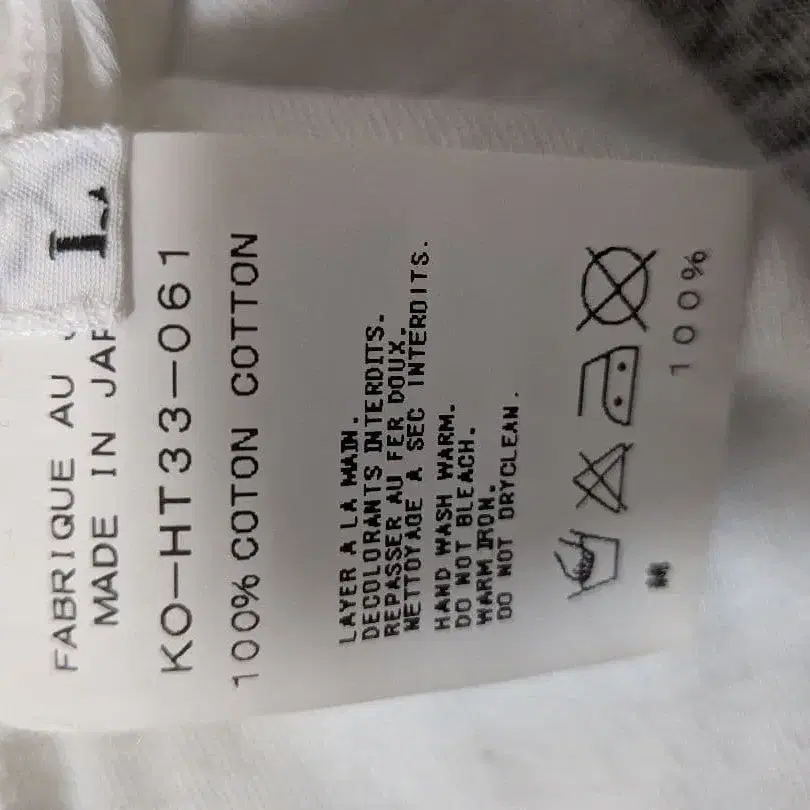 L
FABRIQUE AU
MADE IN JAP
KO-HT33-061
100% COTON COTTON
LAYER A LA MAIN.
DECOLORANTS INTERDITS.
REPASSER AU FER DOUX.
NETTOYAGE A SEC INTERDITS.
HAND WASH WARM.
DO NOT BLEACH.
WARM IRON.
DO NOT DRYCLEAN.
100%